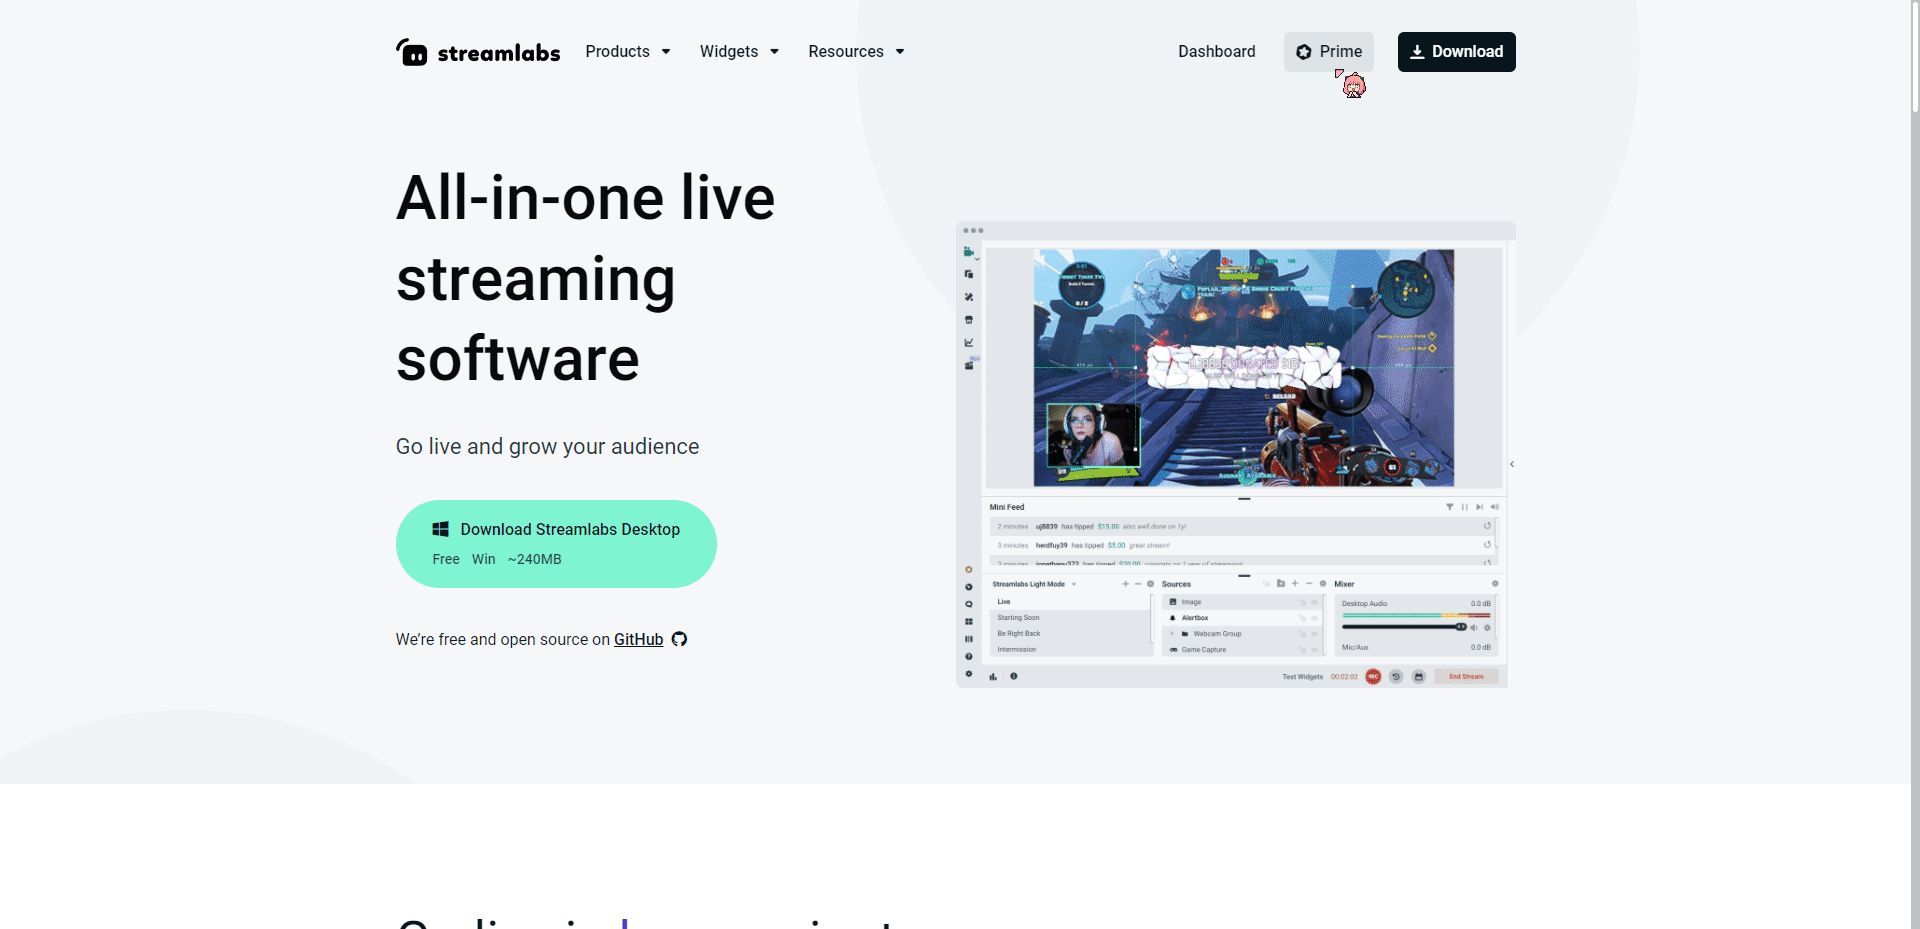 streamlabs
Products
Widgets
Resources
Dashboard
Prime
Download
All-in-one live
streaming
software
Go live and grow your audience
Download Streamlabs Desktop
Free Win ~240MB
We're free and open source on GitHub
RELOAD
61
Mini Feed
2 minutes uj8839 has tipped $15.00 also well done on 1y!
3 minutes herdfuy39 has tipped $5.00 great stream!
Streamlabs Light Mode
Live
Starting Soon
Be Right Back
Intermission
Sources
Image
Alertbox
Webcam Group
Game Capture
Mixer
Desktop Audio 0.0 dB
Mic/Aux 0.0 dB
Test Widgets 00:02:02 REC End Stream